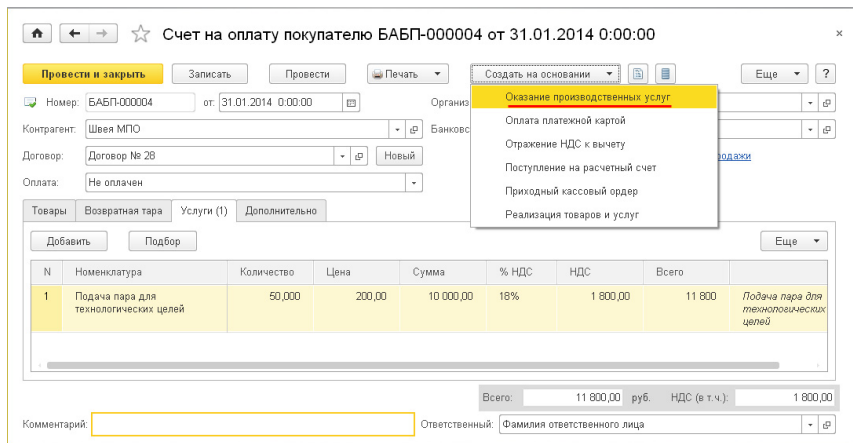 Счет на оплату покупателю БАБП-000004 от 31.01.2014 0:00:00
Провести и закрыть Записать Провести Печать Создать на основании Еще ?
Номер: БАБП-000004 от: 31.01.2014 0:00:00 Организ
Оказание производственных услуг
Контрагент: Швея МПО Банковс
Оплата платежной картой
Отражение НДС к вычету
Договор: Договор № 28 Новый одажи
Поступление на расчетный счет
Оплата: Не оплачен
Приходный кассовый ордер
Реализация товаров и услуг
Товары Возвратная тара Услуги (1) Дополнительно
Добавить Подбор Еще
N Номенклатура Количество Цена Сумма % НДС НДС Всего
1 Подача пара для 50,000 200,00 10 000,00 18% 1 800,00 11 800 Подача пара для
технологических целей технологических
целей
Всего: 11 800,00 руб. НДС (в т.ч.): 1 800,00
Комментарий: Ответственный: Фамилия ответственного лица